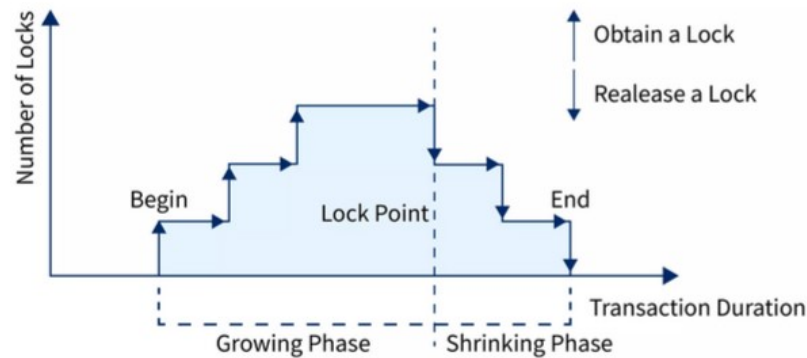 Number of Locks
Obtain a Lock
Realease a Lock
Begin
Lock Point
End
Transaction Duration
Growing Phase
Shrinking Phase